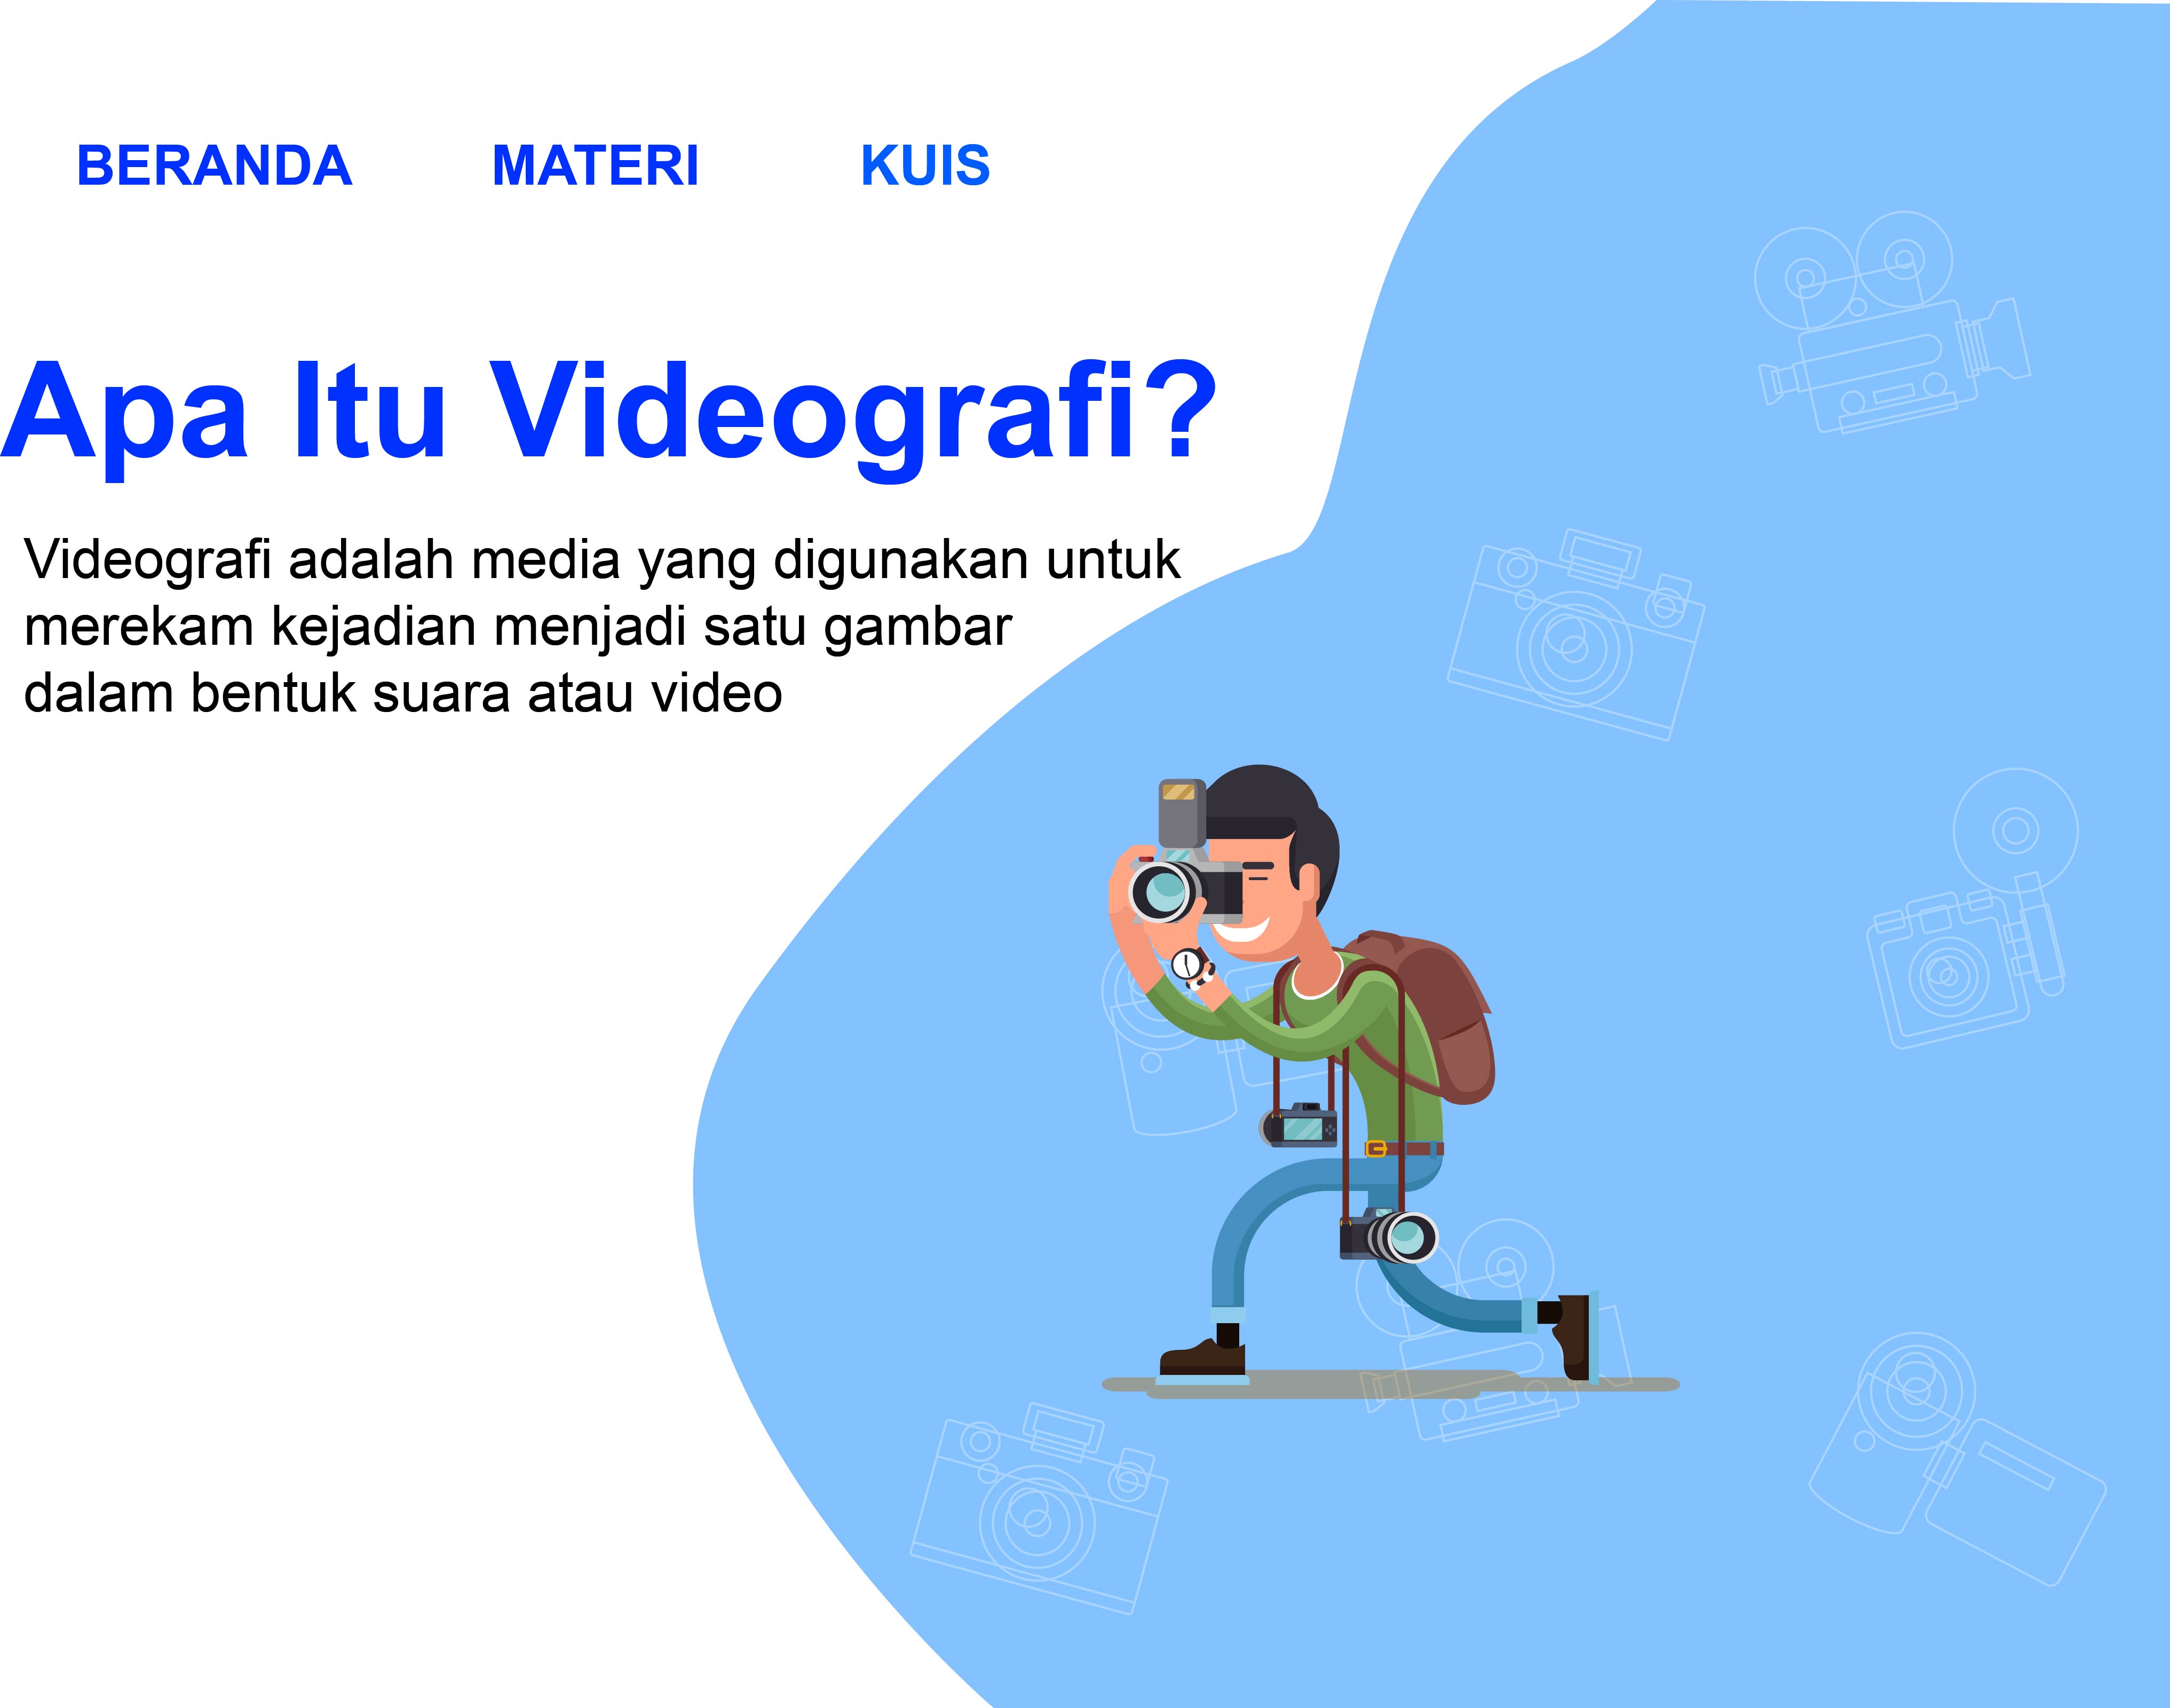 BERANDA MATERI KUIS
Apa Itu Videografi?
Videografi adalah media yang digunakan untuk
merekam kejadian menjadi satu gambar
dalam bentuk suara atau video